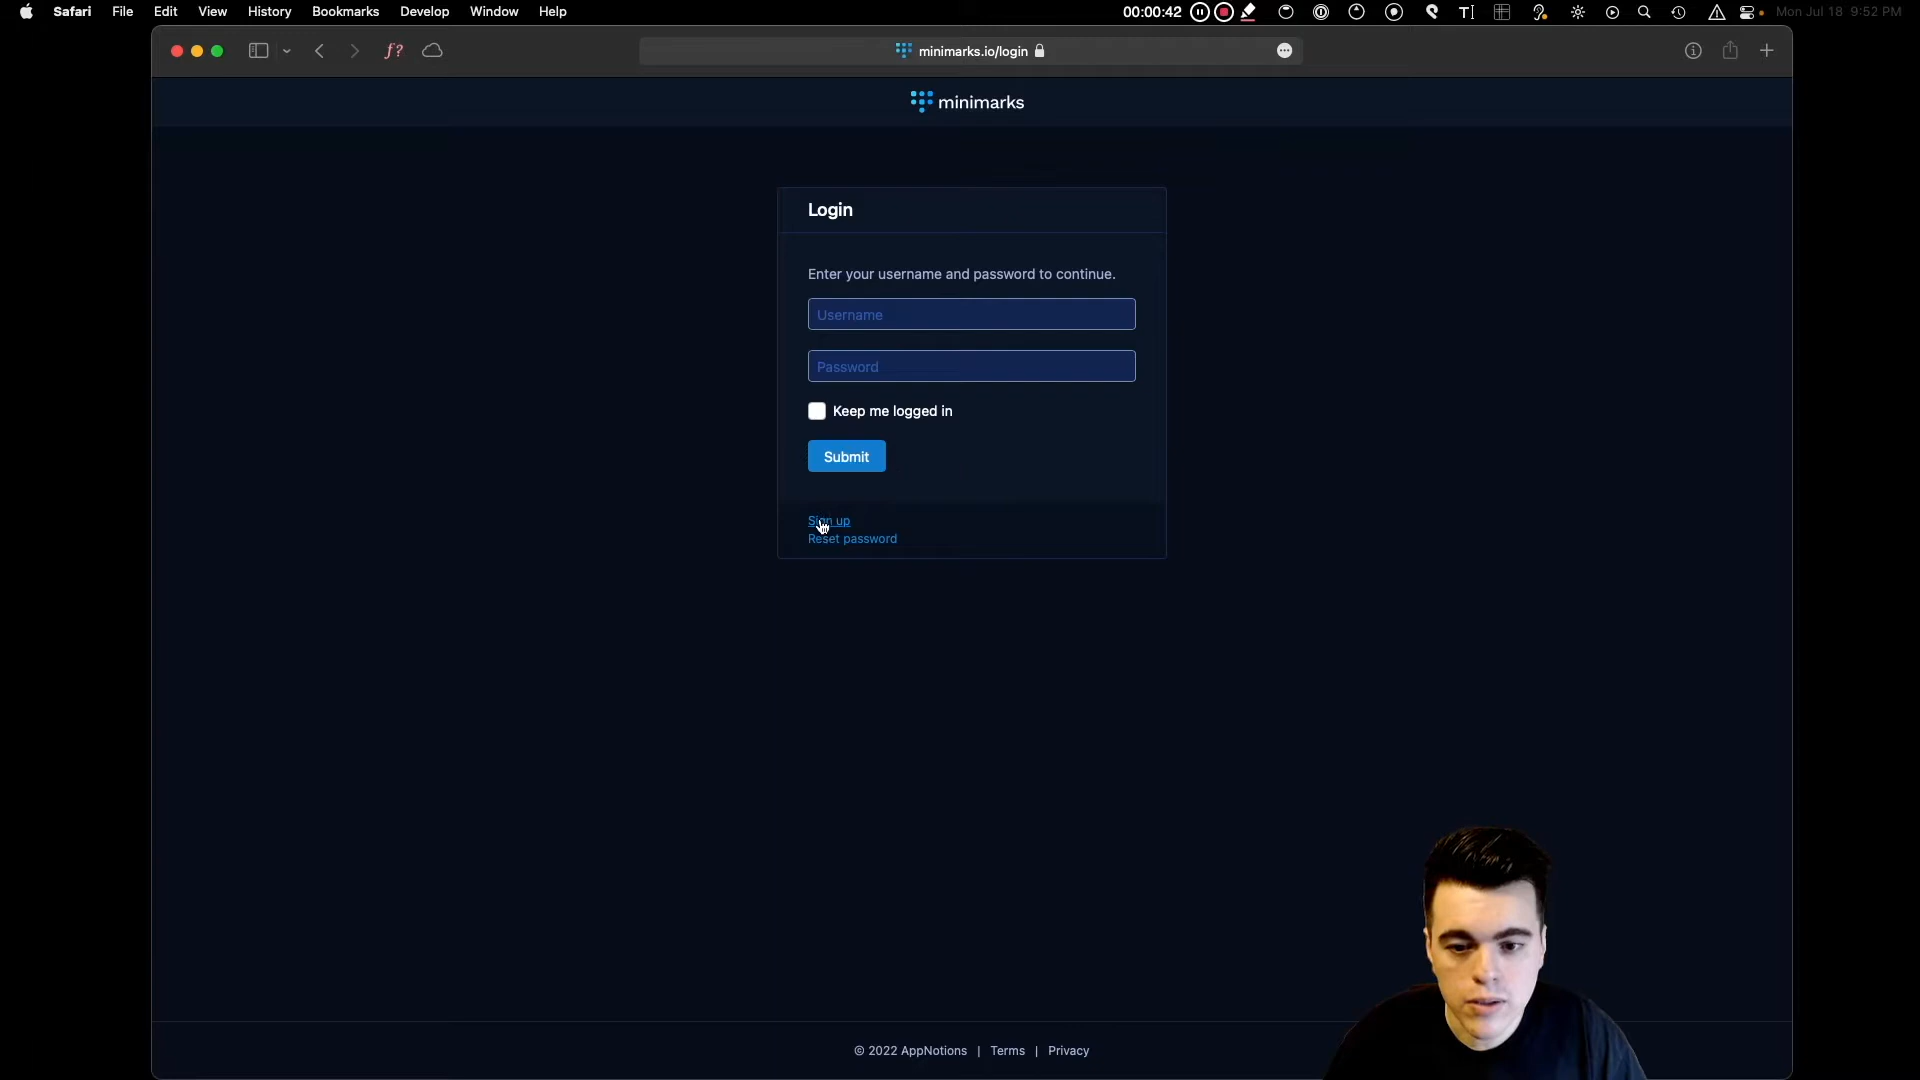 Safari File Edit View History Bookmarks Develop Window Help 00:00:42 Mon Jul 18 9:52 PM
minimarks.io/login
minimarks
Login
Enter your username and password to continue.
Username
Password
Keep me logged in
Submit
Sign up
Reset password
© 2022 AppNotions | Terms | Privacy